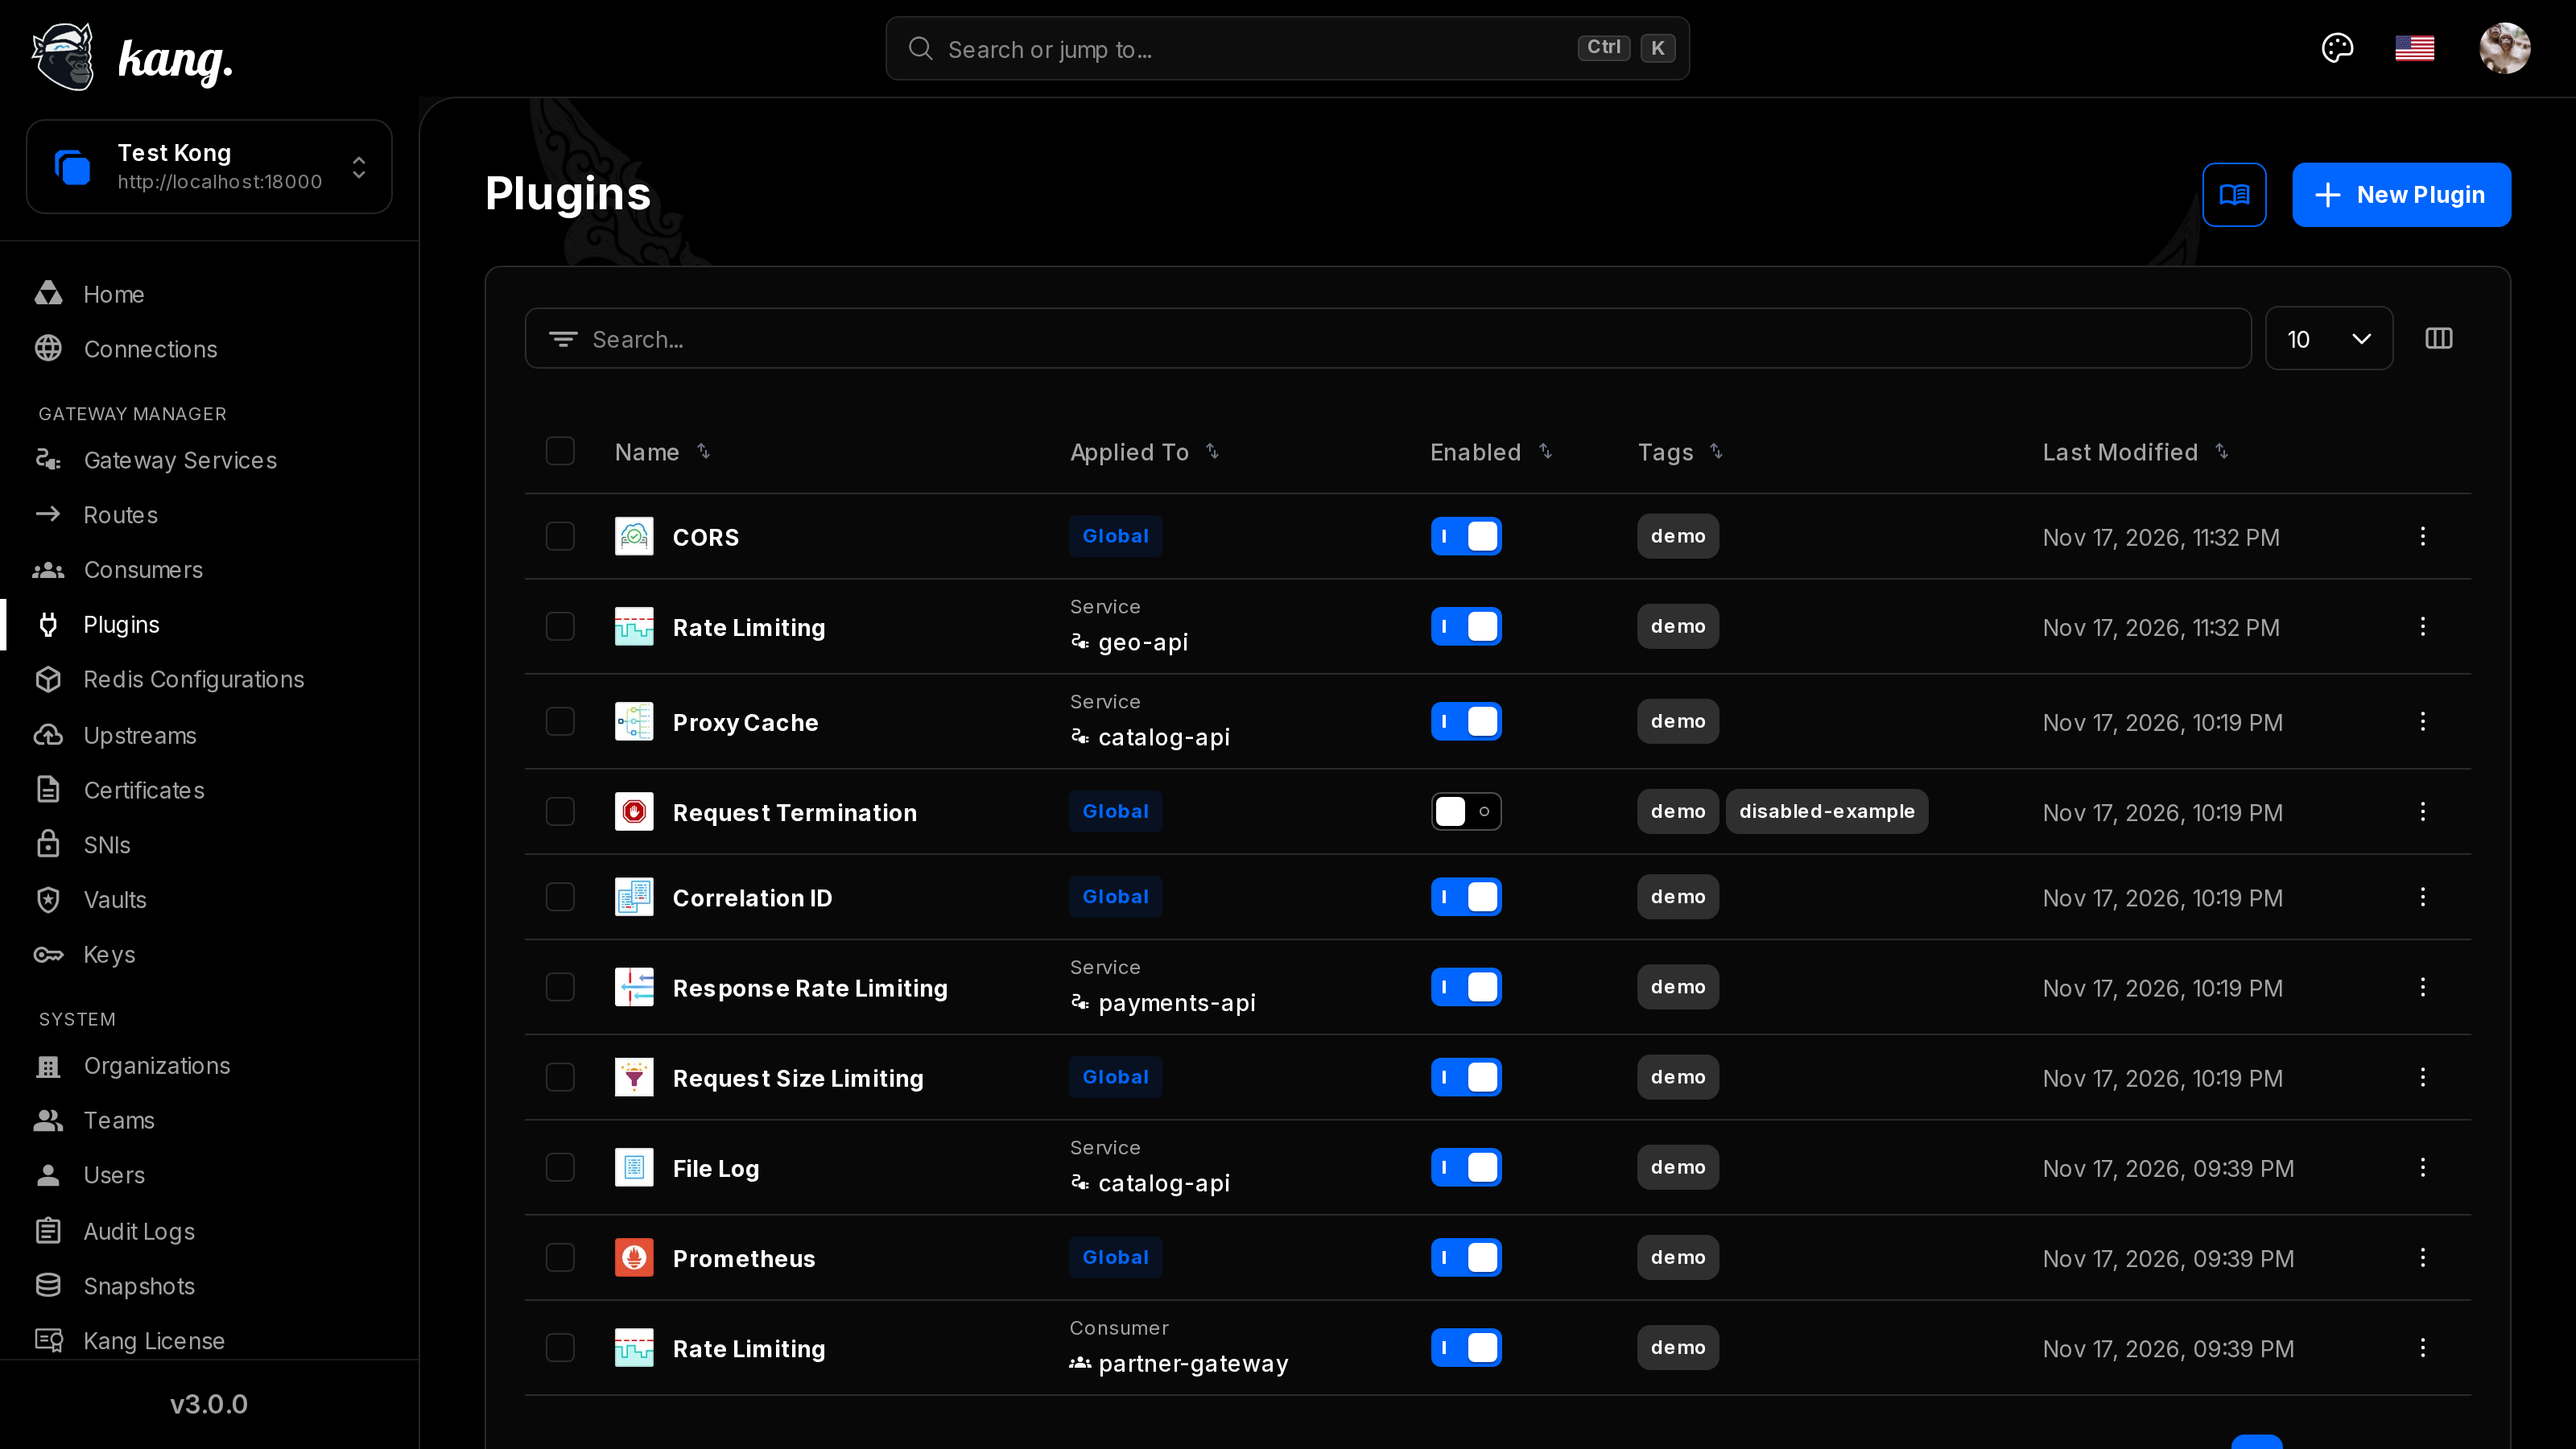 kang.
Search or jump to...
Ctrl K
Test Kong
http://localhost:18000
Home
Connections
GATEWAY MANAGER
Gateway Services
Routes
Consumers
Plugins
Redis Configurations
Upstreams
Certificates
SNIs
Vaults
Keys
SYSTEM
Organizations
Teams
Users
Audit Logs
Snapshots
Kang License
v3.0.0
Plugins
New Plugin
Search...
10
Name Applied To Enabled Tags Last Modified
CORS Global demo Nov 17, 2026, 11:32 PM
Rate Limiting Service geo-api demo Nov 17, 2026, 11:32 PM
Proxy Cache Service catalog-api demo Nov 17, 2026, 10:19 PM
Request Termination Global demo disabled-example Nov 17, 2026, 10:19 PM
Correlation ID Global demo Nov 17, 2026, 10:19 PM
Response Rate Limiting Service payments-api demo Nov 17, 2026, 10:19 PM
Request Size Limiting Global demo Nov 17, 2026, 10:19 PM
File Log Service catalog-api demo Nov 17, 2026, 09:39 PM
Prometheus Global demo Nov 17, 2026, 09:39 PM
Rate Limiting Consumer partner-gateway demo Nov 17, 2026, 09:39 PM